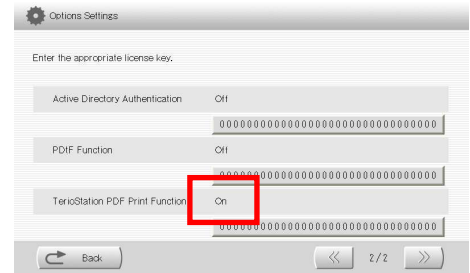 Options Settings
Enter the appropriate license key.
Active Directory Authentication Off
00000000000000000000000000000000
PDtF Function Off
00000000000000000000000000000000
TerioStation PDF Print Function On
00000000000000000000000000000000
Back 2/2